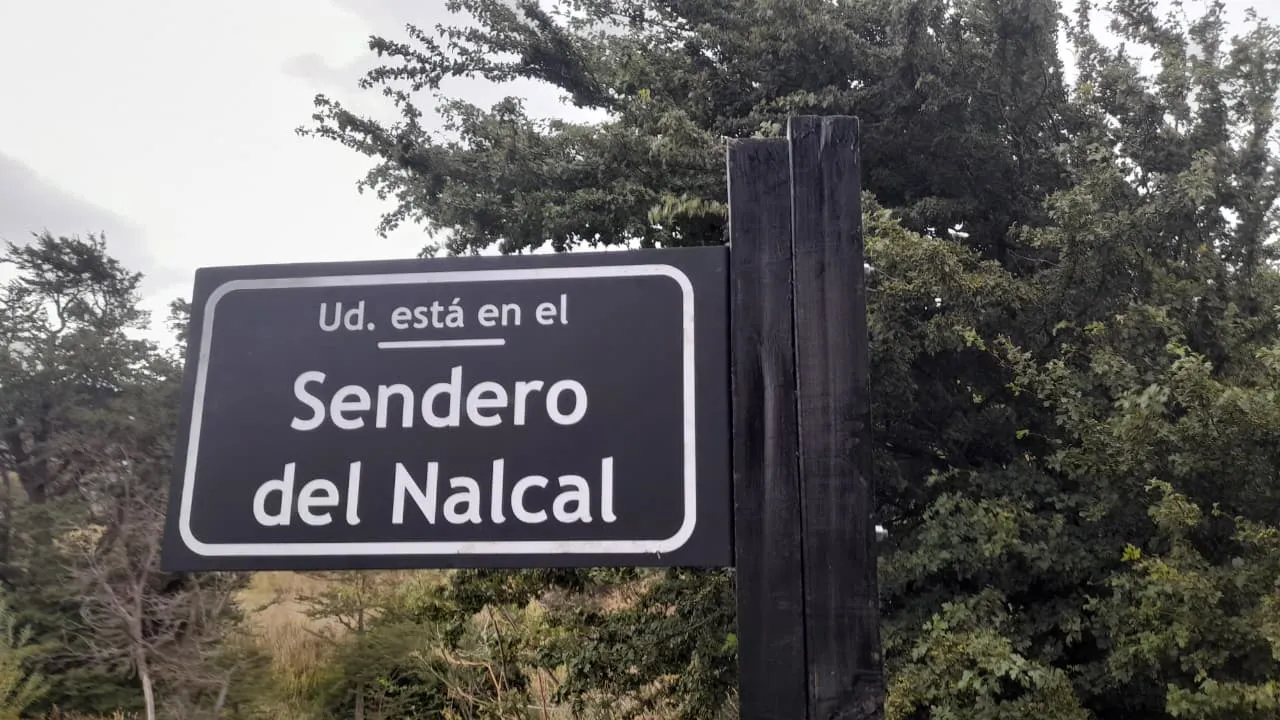 Ud. está en el
Sendero
del Nalcal